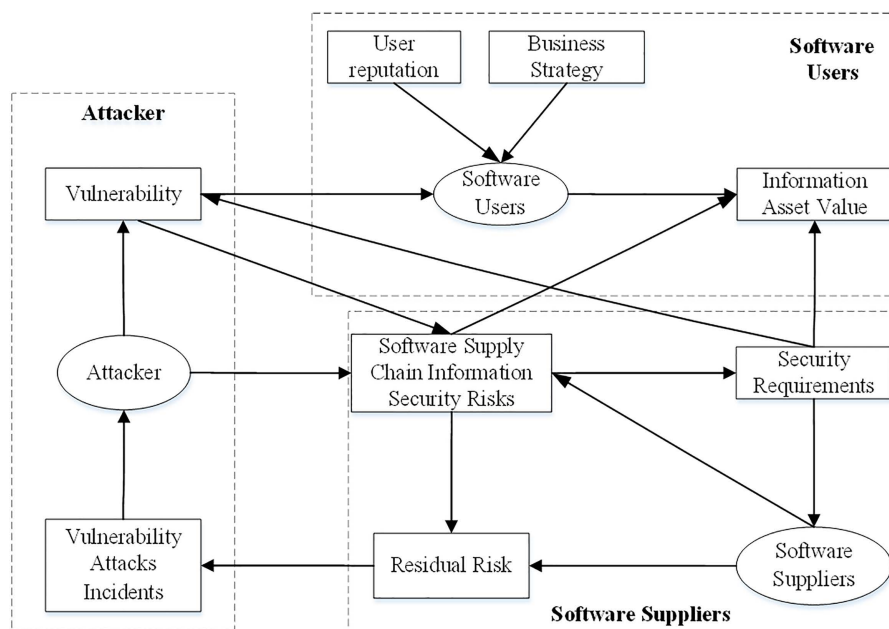 User
reputation
Business
Strategy
Software
Users
Attacker
Vulnerability
Software
Users
Information
Asset Value
Attacker
Software Supply
Chain Information
Security Risks
Security
Requirements
Vulnerability
Attacks
Incidents
Residual Risk
Software
Suppliers
Software Suppliers